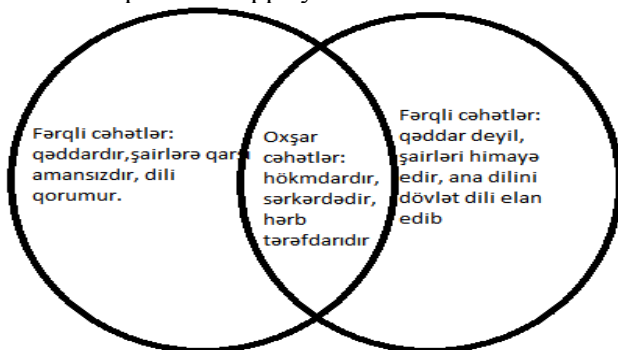 Fərqli cəhətlər:
qəddardır,şairlərə qarşı
amansızdır, dili
qorumur.
Oxşar
cəhətlər:
hökmdardır,
sərkərdədir,
hərb
tərəfdarıdır
Fərqli cəhətlər:
qəddar deyil,
şairləri himayə
edir, ana dilini
dövlət dili elan
edib